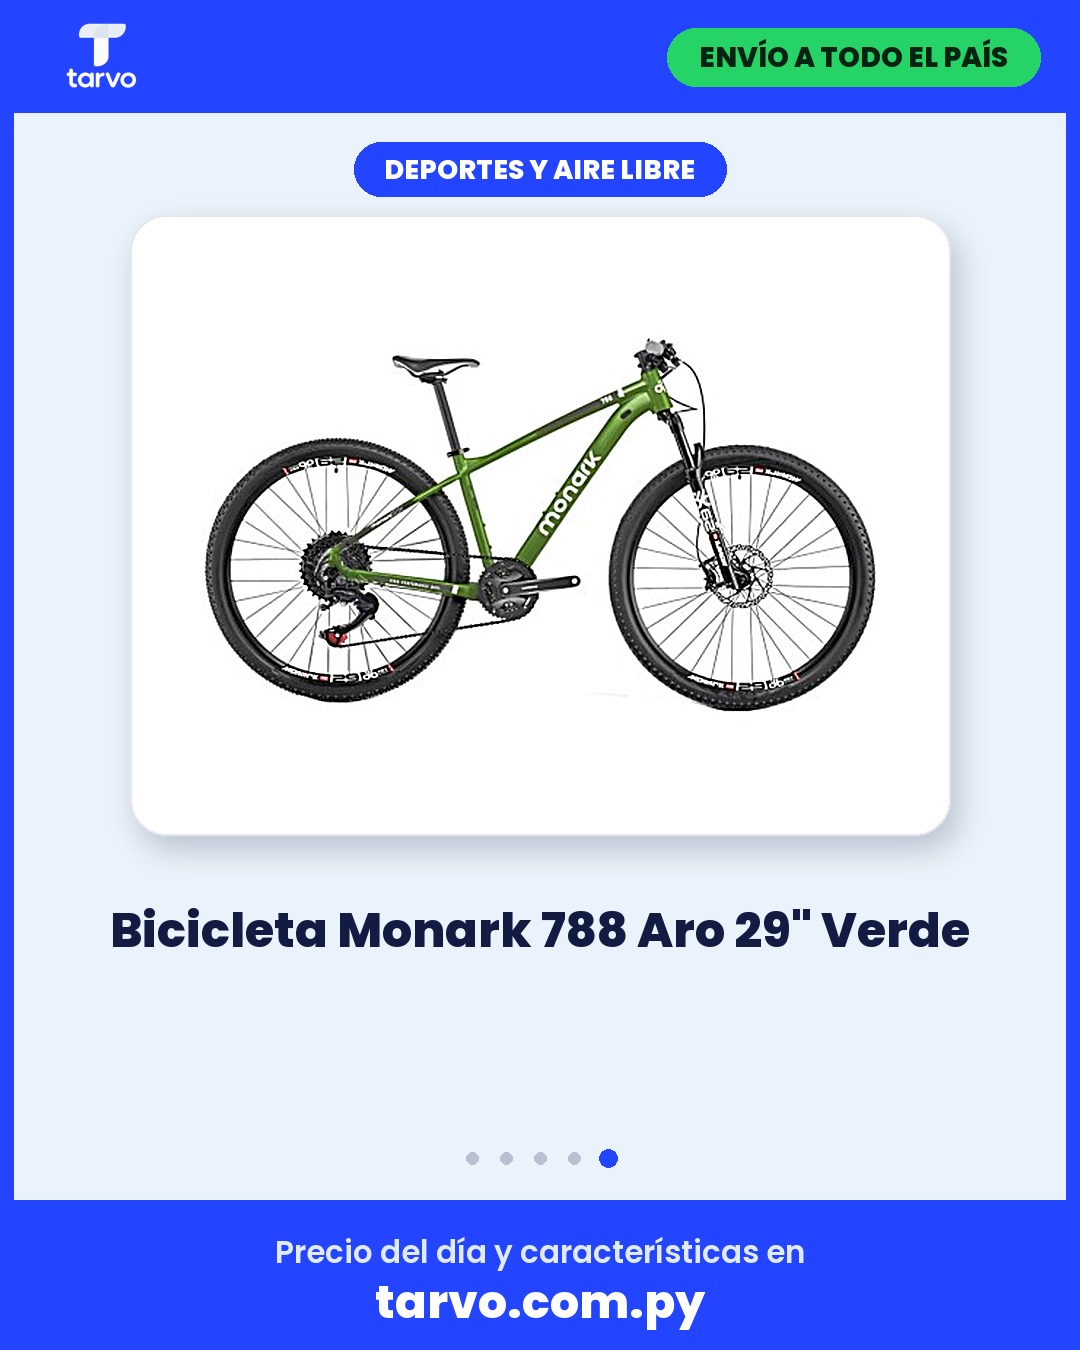 tarvo
ENVÍO A TODO EL PAÍS
DEPORTES Y AIRE LIBRE
788
monark
Bicicleta Monark 788 Aro 29" Verde
Precio del día y características en
tarvo.com.py